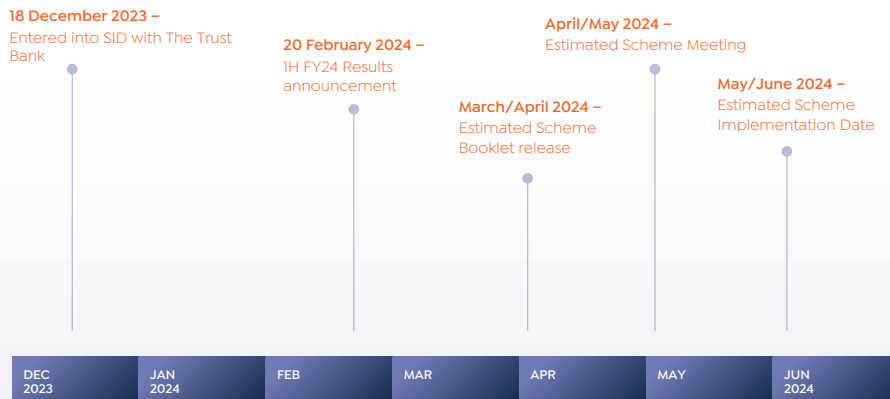 18 December 2023 –
Entered into SID with The Trust
Bank
20 February 2024 –
1H FY24 Results
announcement
March/April 2024 –
Estimated Scheme
Booklet release
April/May 2024 –
Estimated Scheme Meeting
May/June 2024 –
Estimated Scheme
Implementation Date
DEC
2023
JAN
2024
FEB
MAR
APR
MAY
JUN
2024